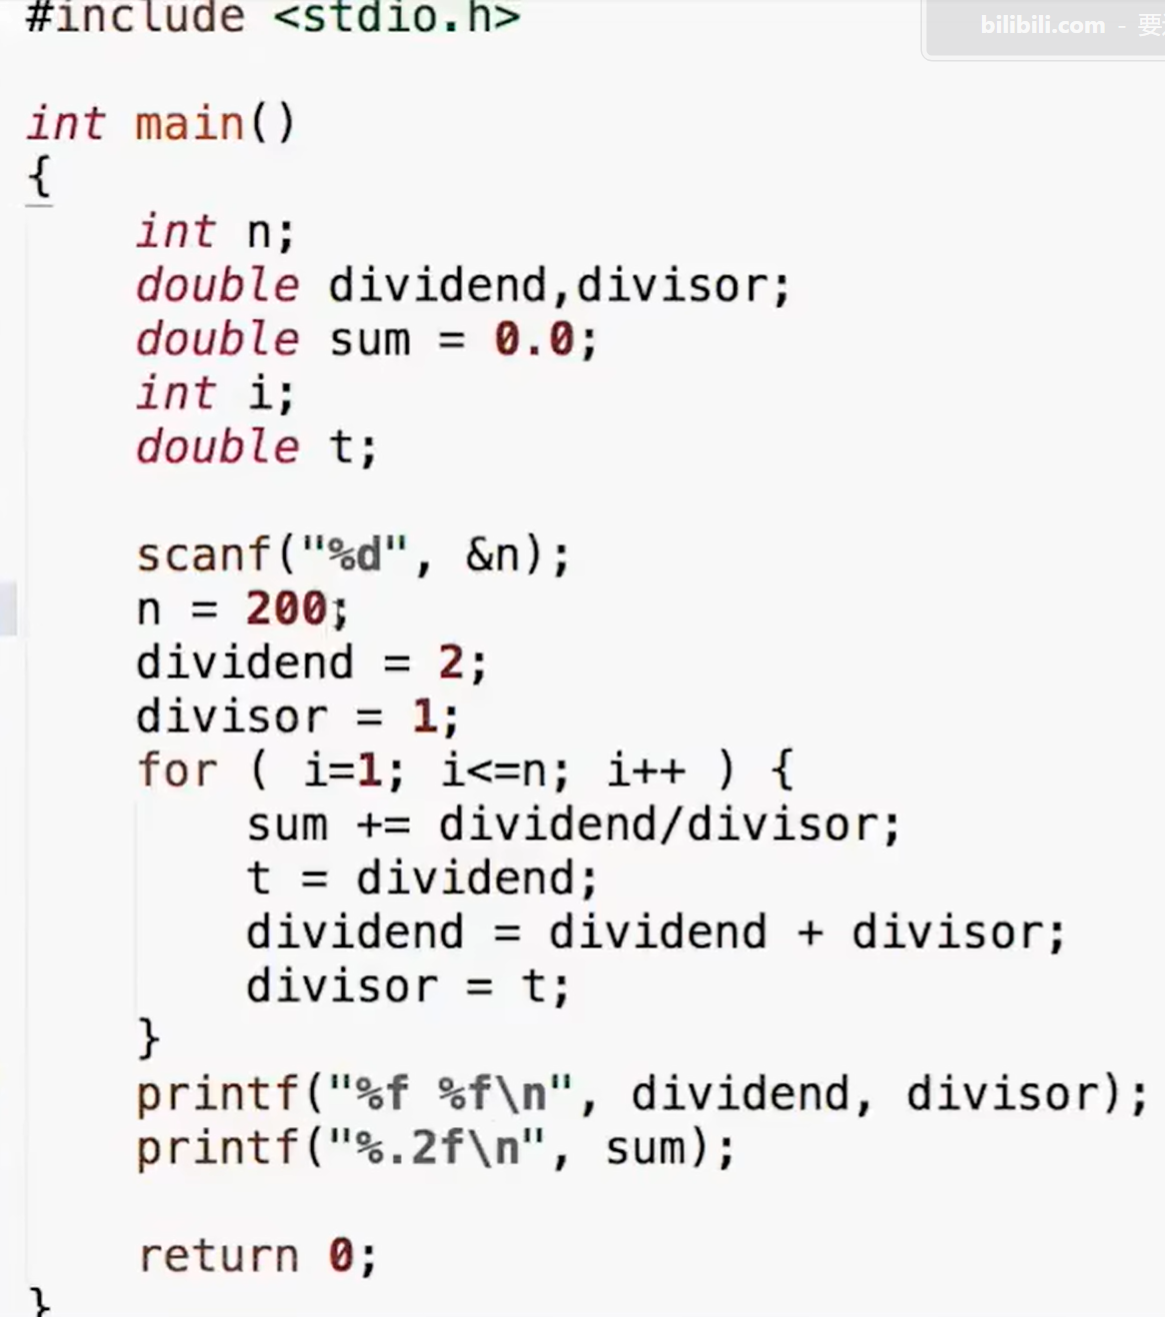 #include <stdio.h>
bilibili.com - 要
int main()
{
    int n;
    double dividend,divisor;
    double sum = 0.0;
    int i;
    double t;
    scanf("%d", &n);
    n = 200;
    dividend = 2;
    divisor = 1;
    for ( i=1; i<=n; i++ ) {
        sum += dividend/divisor;
        t = dividend;
        dividend = dividend + divisor;
        divisor = t;
    }
    printf("%f %f\n", dividend, divisor);
    printf("%.2f\n", sum);
    return 0;
}